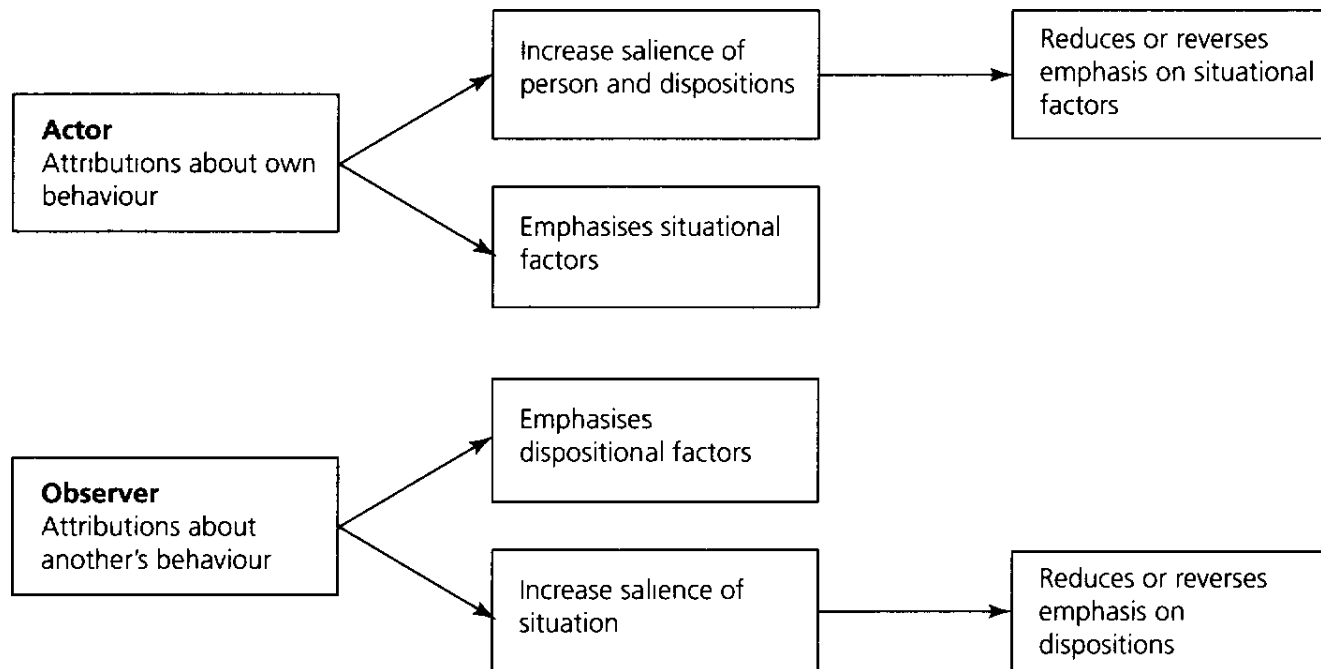 Actor
Attributions about own
behaviour
Increase salience of
person and dispositions
Reduces or reverses
emphasis on situational
factors
Emphasises situational
factors
Observer
Attributions about
another's behaviour
Emphasises
dispositional factors
Increase salience of
situation
Reduces or reverses
emphasis on
dispositions